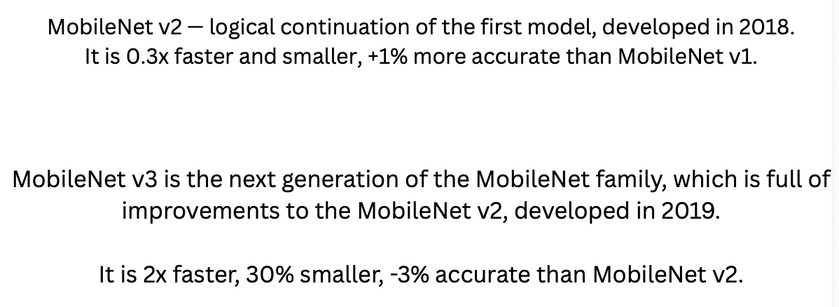 MobileNet v2 — logical continuation of the first model, developed in 2018.
It is 0.3x faster and smaller, +1% more accurate than MobileNet v1.
MobileNet v3 is the next generation of the MobileNet family, which is full of
improvements to the MobileNet v2, developed in 2019.
It is 2x faster, 30% smaller, -3% accurate than MobileNet v2.